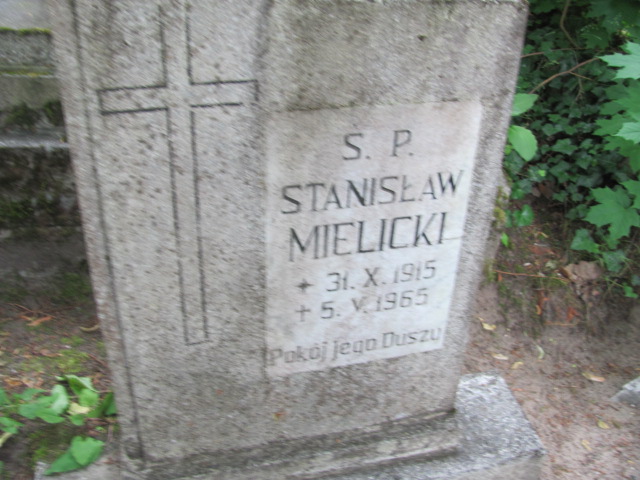 Ś. P.
STANISŁAW
MIELICKI
* 31. X. 1915
+ 5. V. 1965
Pokój jego Duszy